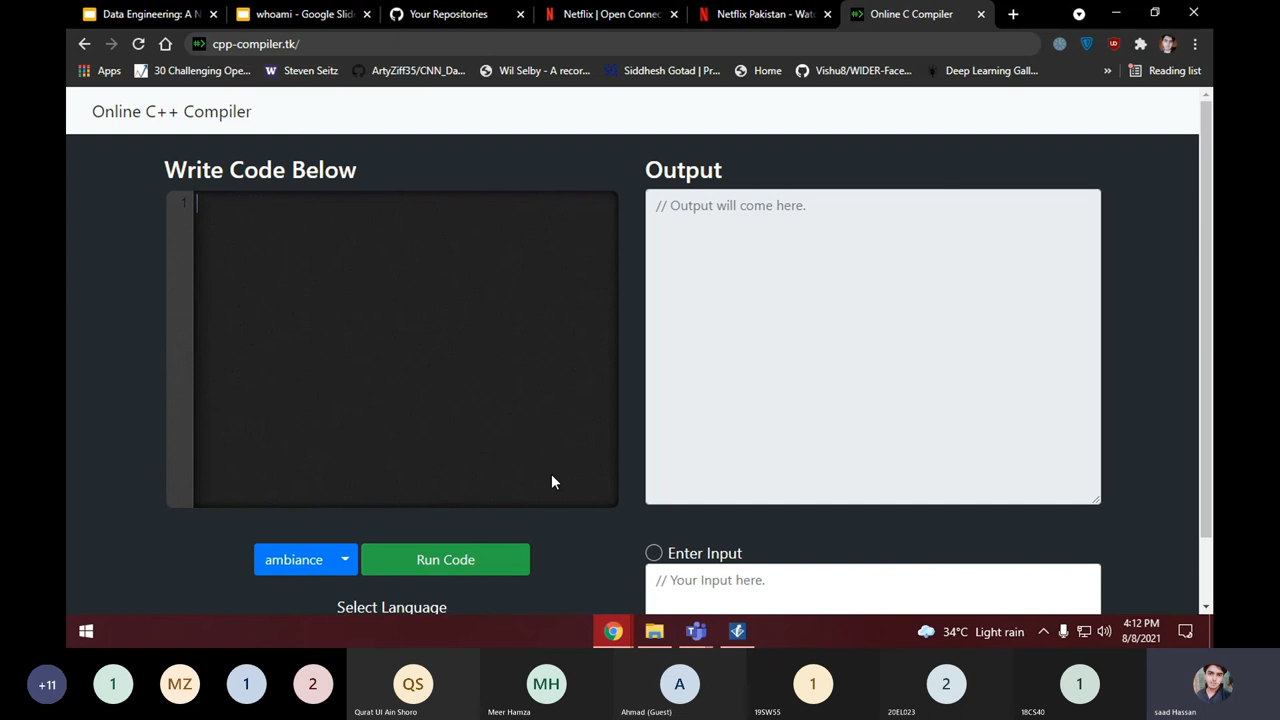 Data Engineering: A N
whoami - Google Slid
Your Repositories
Netflix | Open Connec
Netflix Pakistan - Wat
Online C Compiler
cpp-compiler.tk/
Apps
30 Challenging Ope...
Steven Seitz
ArtyZiff35/CNN_Da...
Wil Selby - A recor...
Siddhesh Gotad | Pr...
Home
Vishu8/WIDER-Face...
Deep Learning Gall...
»
Reading list
Online C++ Compiler
Write Code Below
Output
1
// Output will come here.
ambiance
Run Code
Enter Input
// Your Input here.
Select Language
34°C Light rain
4:12 PM
8/8/2021
+11
1
MZ
1
2
QS
MH
A
1
2
1
Qurat Ul Ain Shoro
Meer Hamza
Ahmad (Guest)
19SW55
20EL023
18CS40
saad Hassan